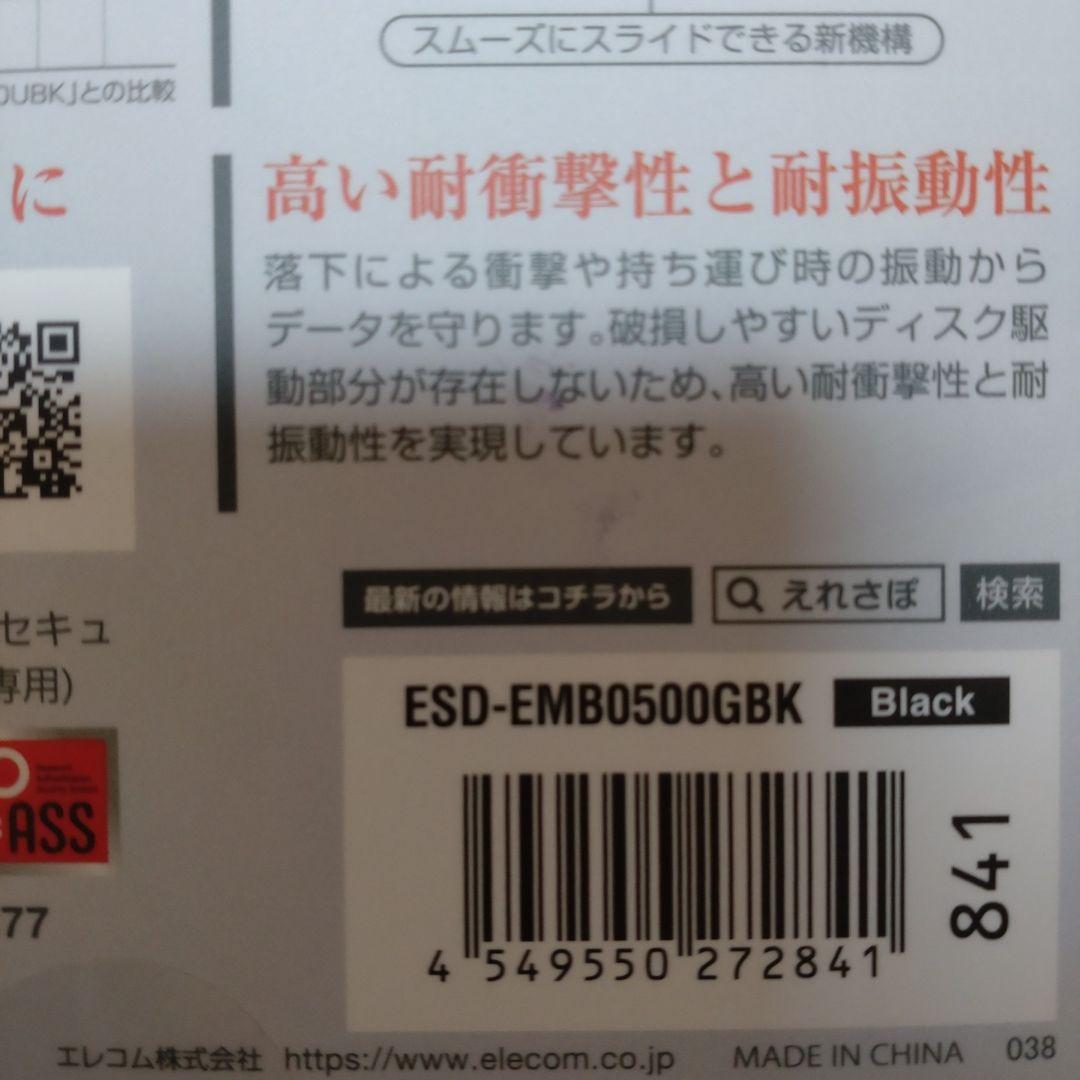 スムーズにスライドできる新機構
0UBKJとの比較
に
高い耐衝撃性と耐振動性
落下による衝撃や持ち運び時の振動から
データを守ります。破損しやすいディスク駆
動部分が存在しないため、高い耐衝撃性と耐
振動性を実現しています。
最新の情報はコチラから
えれさぽ
検索
セキュ
専用)
ASS
77
ESD-EMB0500GBK
Black
841
4 549550 272841
エレコム株式会社 https://www.elecom.co.jp MADE IN CHINA 038